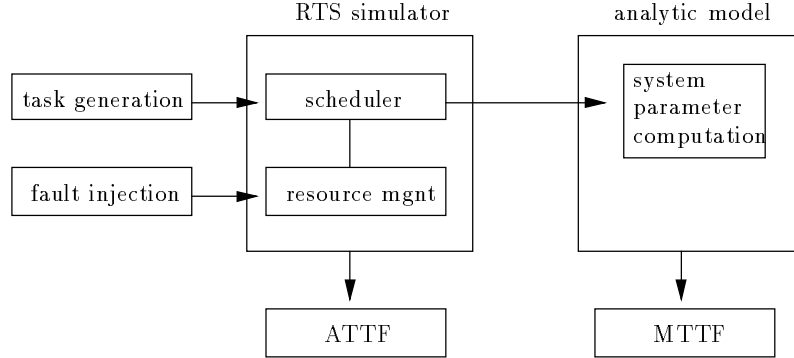 RTS simulator
analytic model
task generation
scheduler
system
parameter
computation
fault injection
resource mgnt
ATTF
MTTF